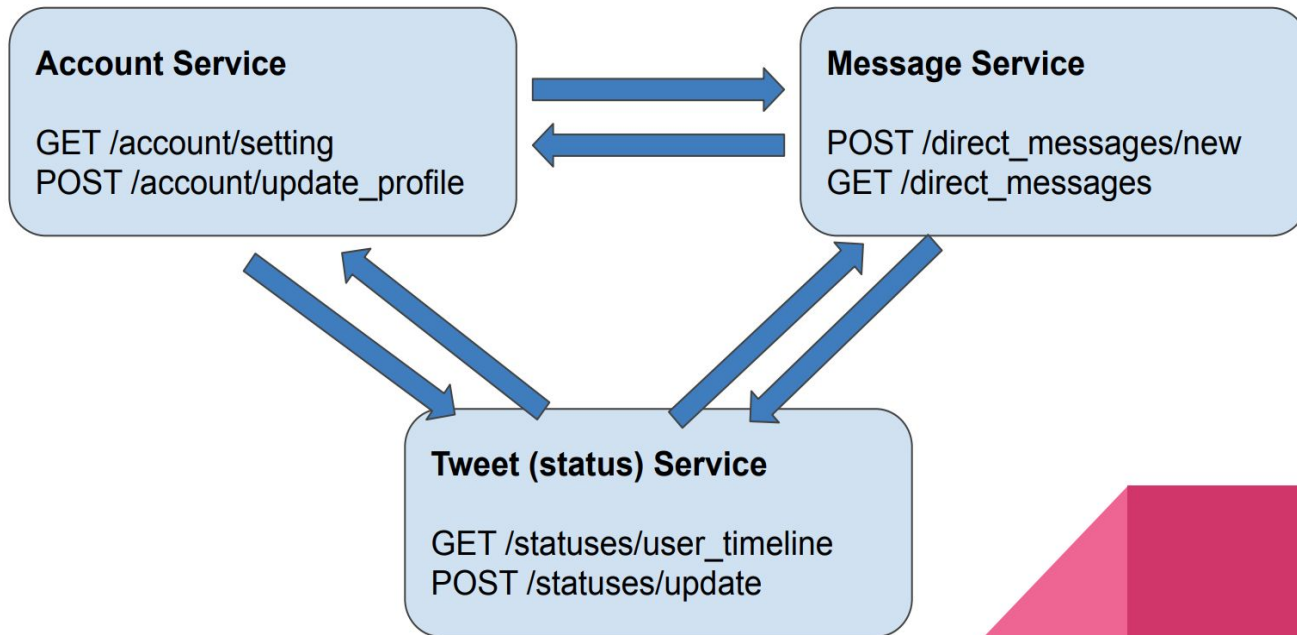 Account Service
GET /account/setting
POST /account/update_profile
Message Service
POST /direct_messages/new
GET /direct_messages
Tweet (status) Service
GET /statuses/user_timeline
POST /statuses/update